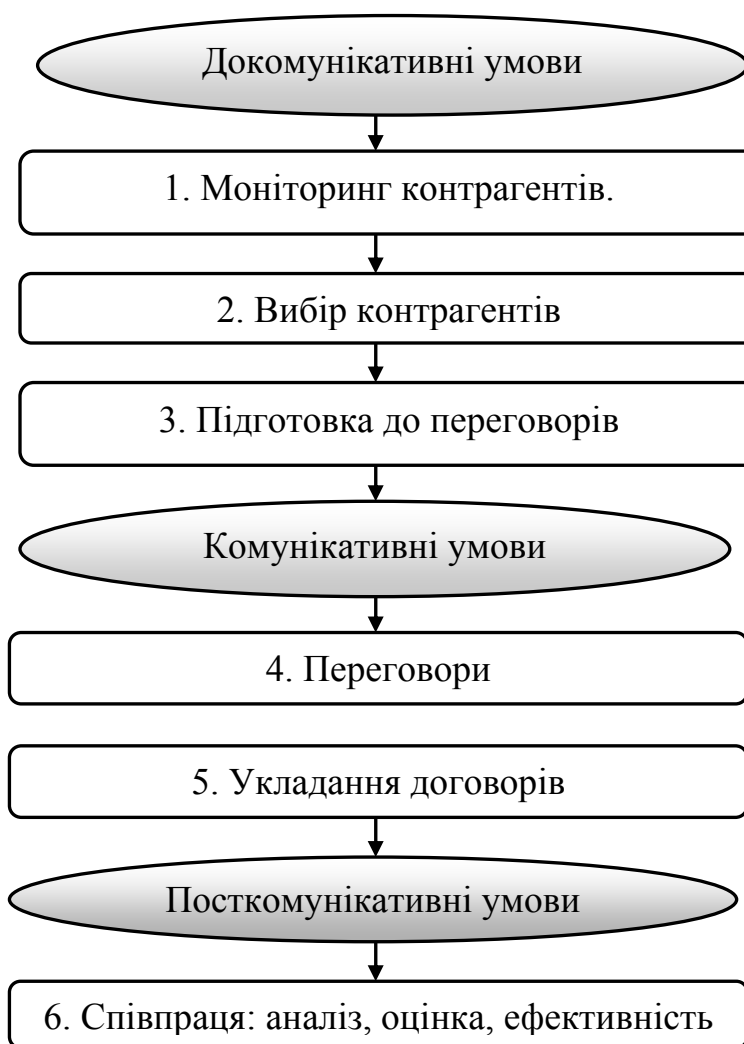 Докомунікативні умови
1. Моніторинг контрагентів.
2. Вибір контрагентів
3. Підготовка до переговорів
Комунікативні умови
4. Переговори
5. Укладання договорів
Посткомунікативні умови
6. Співпраця: аналіз, оцінка, ефективність